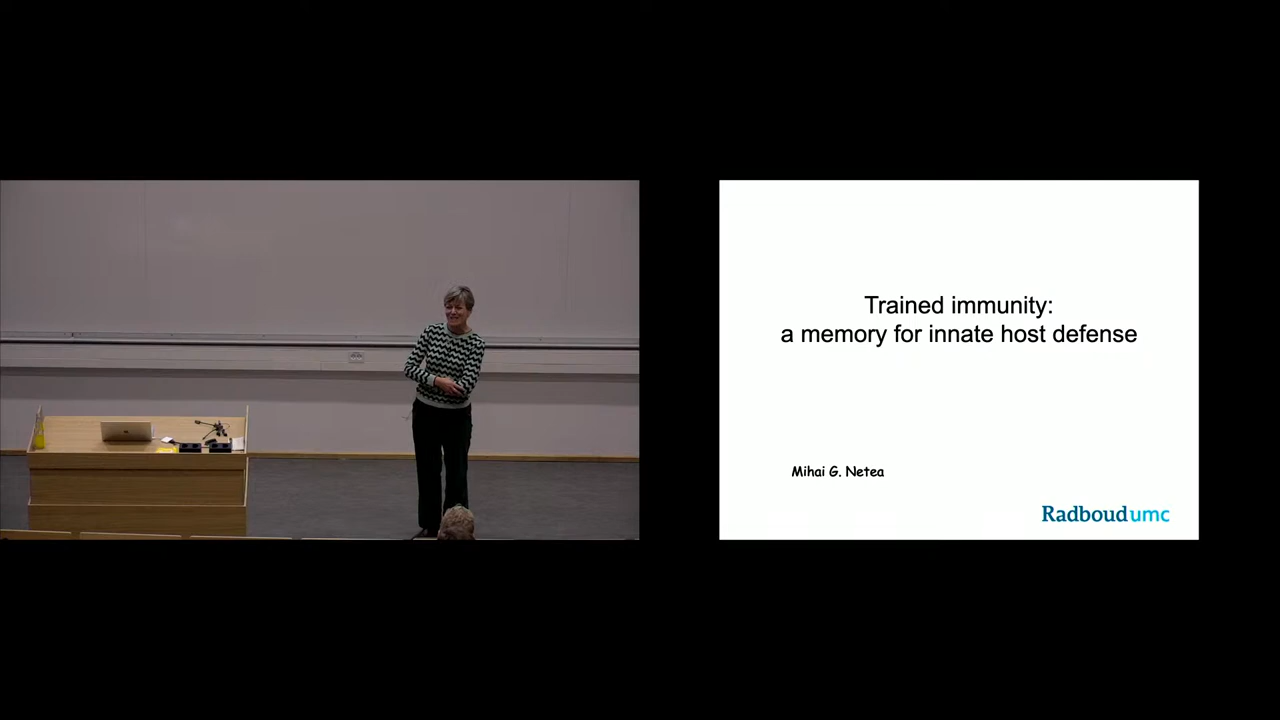 Trained immunity:
a memory for innate host defense
Mihai G. Netea
Radboudumc